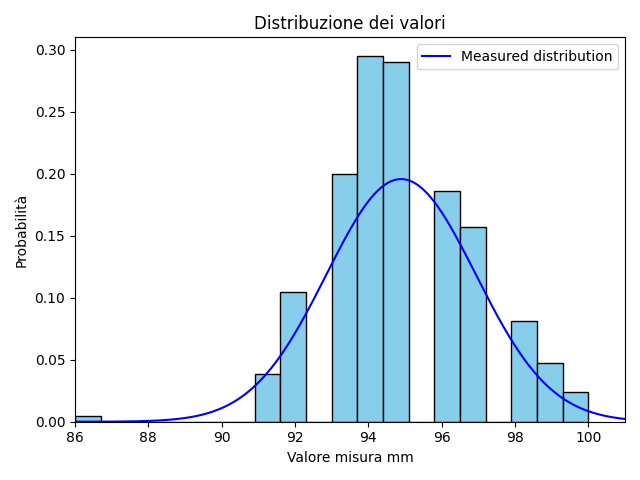 Distribuzione dei valori
Measured distribution
0.30
0.25
0.20
0.15
0.10
0.05
0.00
Probabilità
86 88 90 92 94 96 98 100
Valore misura mm